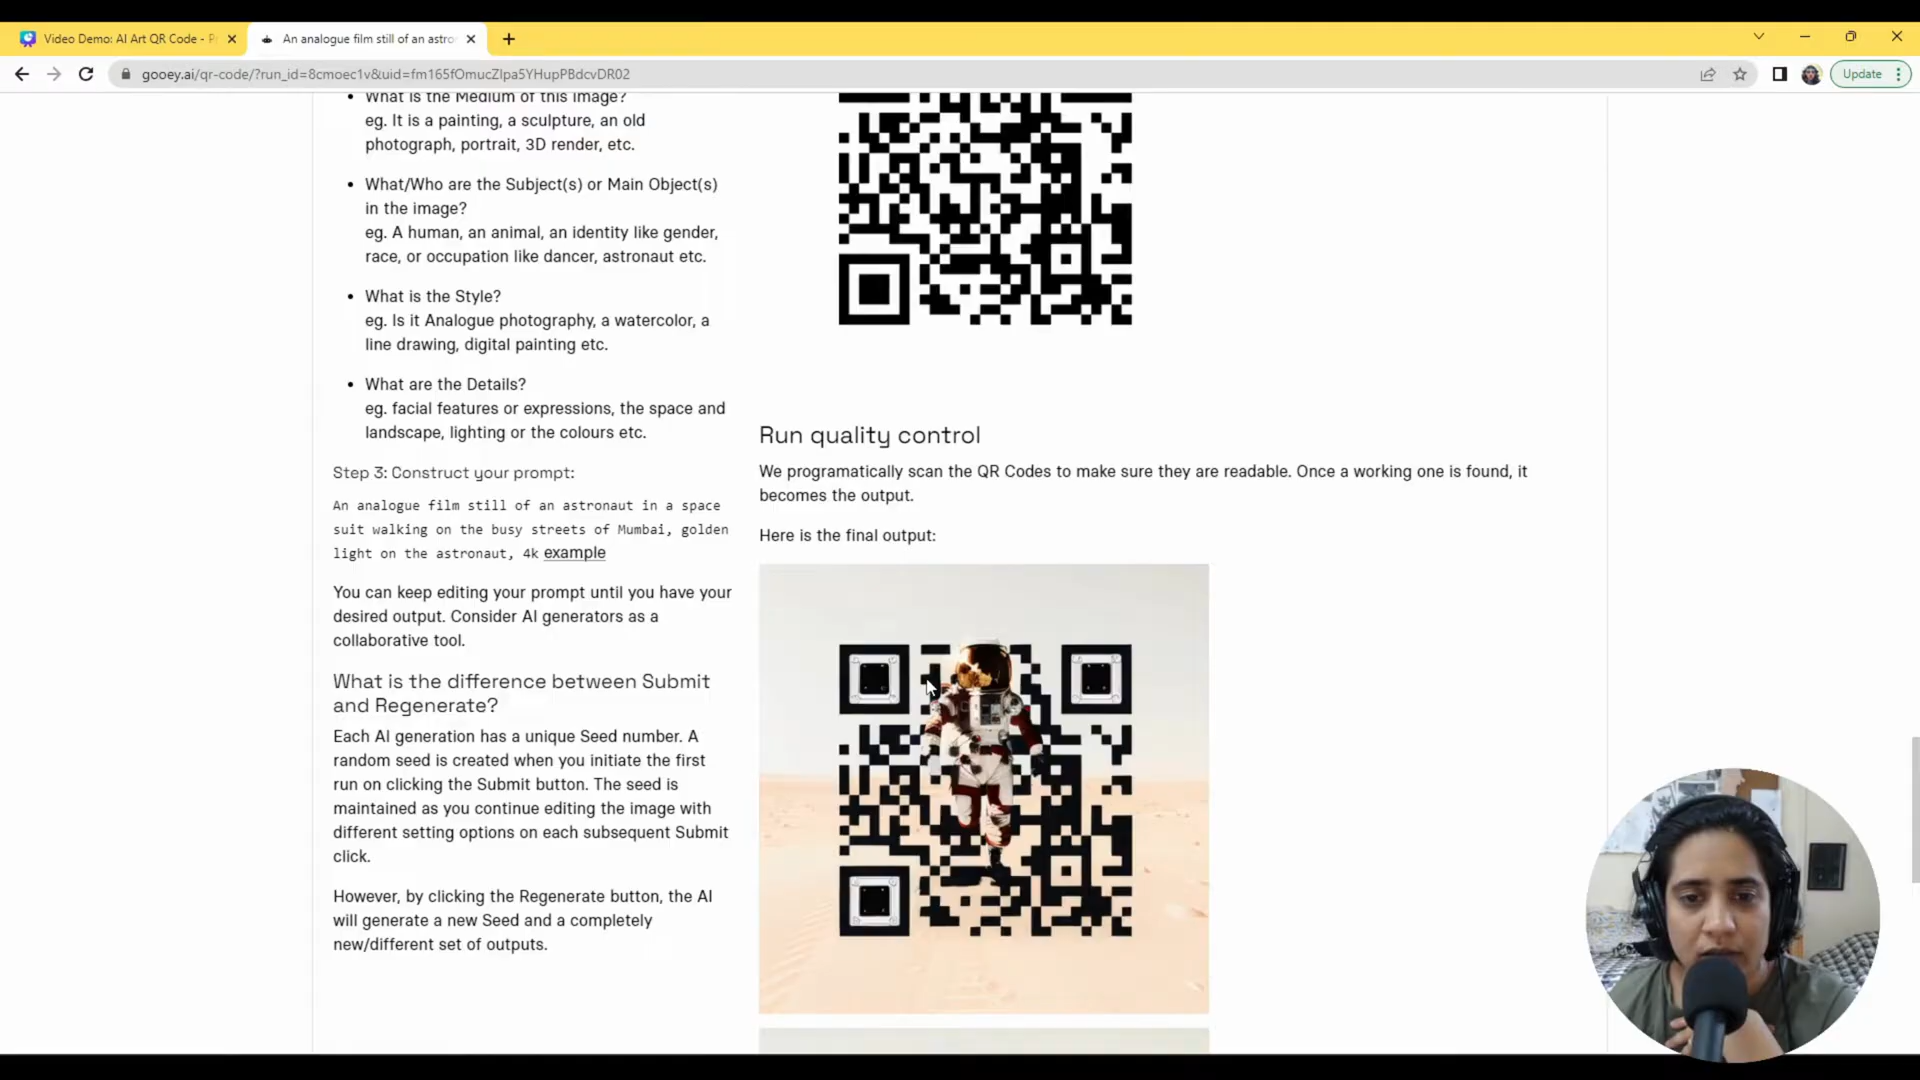 Video Demo: AI Art QR Code - P
An analogue film still of an astro
gooey.ai/qr-code/?run_id=8cmoec1v&uid=fm165fOmucZlpa5YHupPBdcvDR02
Update
What is the Medium of this image?
eg. It is a painting, a sculpture, an old
photograph, portrait, 3D render, etc.
What/Who are the Subject(s) or Main Object(s)
in the image?
eg. A human, an animal, an identity like gender,
race, or occupation like dancer, astronaut etc.
What is the Style?
eg. Is it Analogue photography, a watercolor, a
line drawing, digital painting etc.
What are the Details?
eg. facial features or expressions, the space and
landscape, lighting or the colours etc.
Step 3: Construct your prompt:
An analogue film still of an astronaut in a space
suit walking on the busy streets of Mumbai, golden
light on the astronaut, 4k example
You can keep editing your prompt until you have your
desired output. Consider AI generators as a
collaborative tool.
What is the difference between Submit
and Regenerate?
Each AI generation has a unique Seed number. A
random seed is created when you initiate the first
run on clicking the Submit button. The seed is
maintained as you continue editing the image with
different setting options on each subsequent Submit
click.
However, by clicking the Regenerate button, the AI
will generate a new Seed and a completely
new/different set of outputs.
Run quality control
We programatically scan the QR Codes to make sure they are readable. Once a working one is found, it
becomes the output.
Here is the final output: